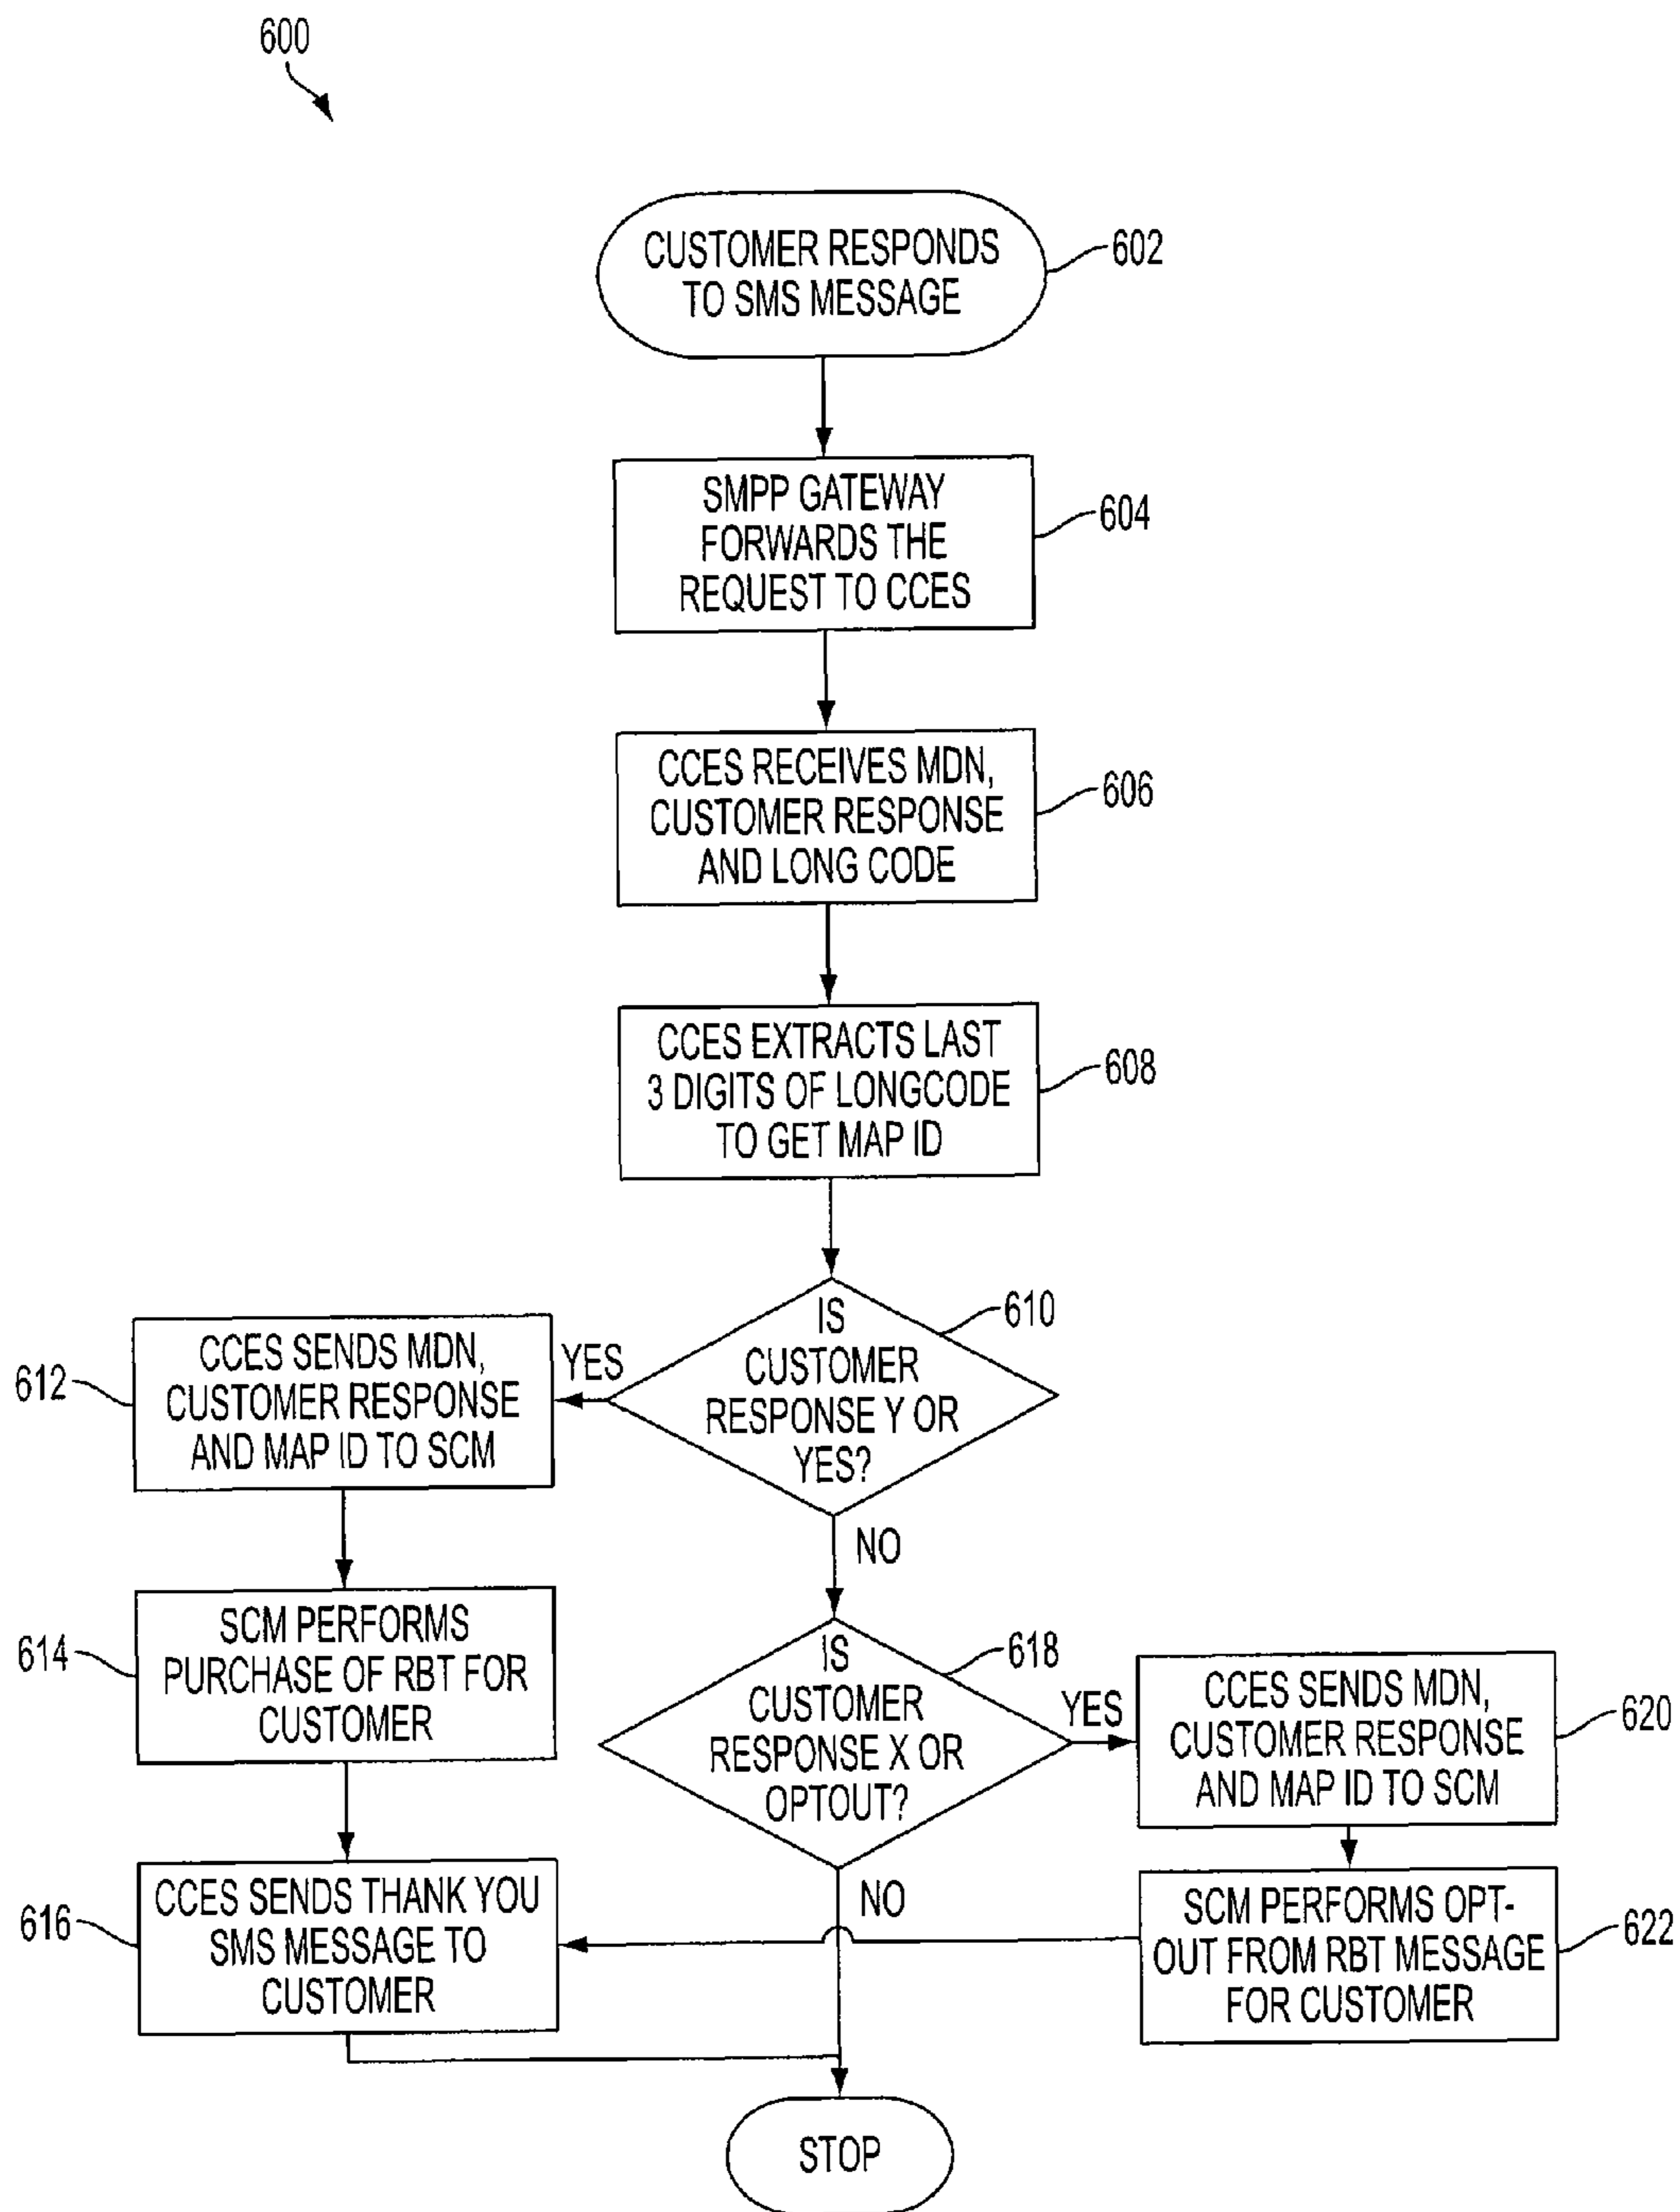 600
CUSTOMER RESPONDS
TO SMS MESSAGE
602
SMPP GATEWAY
FORWARDS THE
REQUEST TO CCES
604
CCES RECEIVES MDN,
CUSTOMER RESPONSE
AND LONG CODE
606
CCES EXTRACTS LAST
3 DIGITS OF LONGCODE
TO GET MAP ID
608
IS
CUSTOMER
RESPONSE Y OR
YES?
610
YES
NO
612
CCES SENDS MDN,
CUSTOMER RESPONSE
AND MAP ID TO SCM
614
SCM PERFORMS
PURCHASE OF RBT FOR
CUSTOMER
616
CCES SENDS THANK YOU
SMS MESSAGE TO
CUSTOMER
IS
CUSTOMER
RESPONSE X OR
OPTOUT?
618
YES
NO
CCES SENDS MDN,
CUSTOMER RESPONSE
AND MAP ID TO SCM
620
SCM PERFORMS OPT-
OUT FROM RBT MESSAGE
FOR CUSTOMER
622
STOP